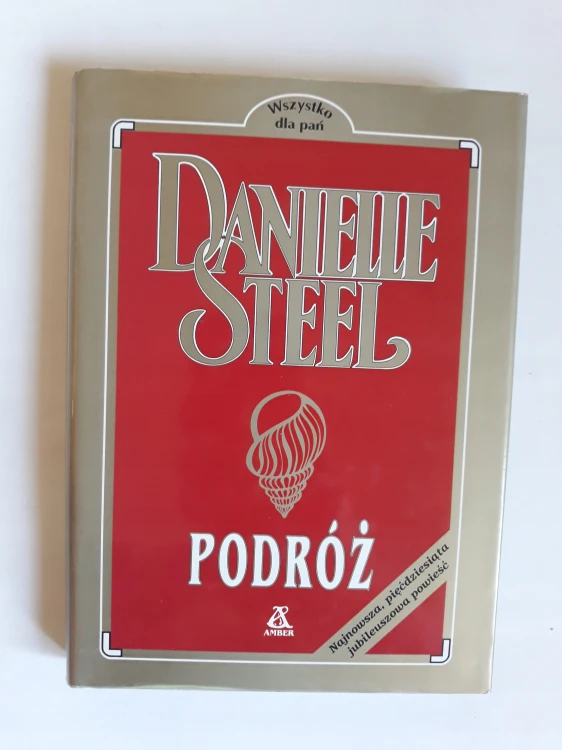 Wszystko
dla pań
DANIELLE
STEEL
PODRÓŻ
AMBER
Najnowsza, pięćdziesiąta
jubileuszowa powieść